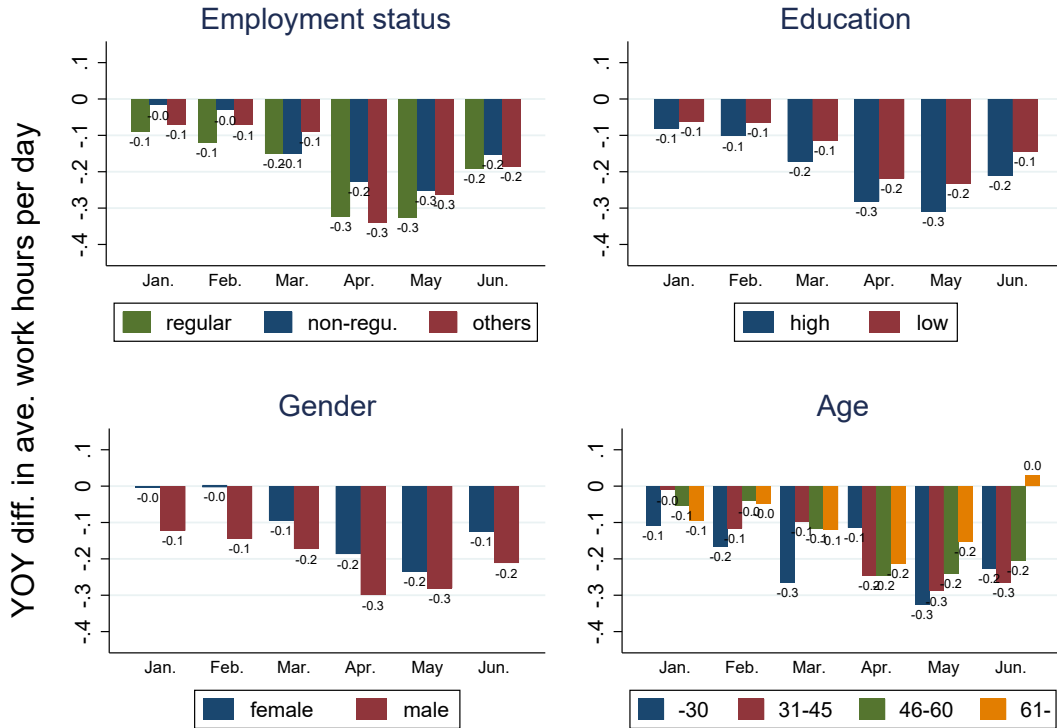 YOY diff. in ave. work hours per day
Employment status
.1
0
-.1
-.2
-.3
-.4
-0.1 -0.0 -0.1
-0.1 -0.0 -0.1
-0.2 -0.1 -0.1
-0.3 -0.2 -0.3
-0.3 -0.3 -0.3
-0.2 -0.2 -0.2
Jan. Feb. Mar. Apr. May Jun.
regular non-regu. others
Education
.1
0
-.1
-.2
-.3
-.4
-0.1 -0.1
-0.1 -0.1
-0.2 -0.1
-0.3 -0.2
-0.3 -0.2
-0.2 -0.1
Jan. Feb. Mar. Apr. May Jun.
high low
Gender
.1
0
-.1
-.2
-.3
-.4
-0.0 -0.1
-0.0 -0.1
-0.1 -0.2
-0.2 -0.3
-0.2 -0.3
-0.1 -0.2
Jan. Feb. Mar. Apr. May Jun.
female male
Age
.1
0
-.1
-.2
-.3
-.4
-0.1 -0.0 -0.1 -0.1
-0.2 -0.1 -0.0 -0.0
-0.3 -0.1 -0.1 -0.1
-0.1 -0.2 -0.2 -0.2
-0.3 -0.3 -0.2 -0.2
-0.2 -0.3 -0.2 0.0
Jan. Feb. Mar. Apr. May Jun.
-30 31-45 46-60 61-